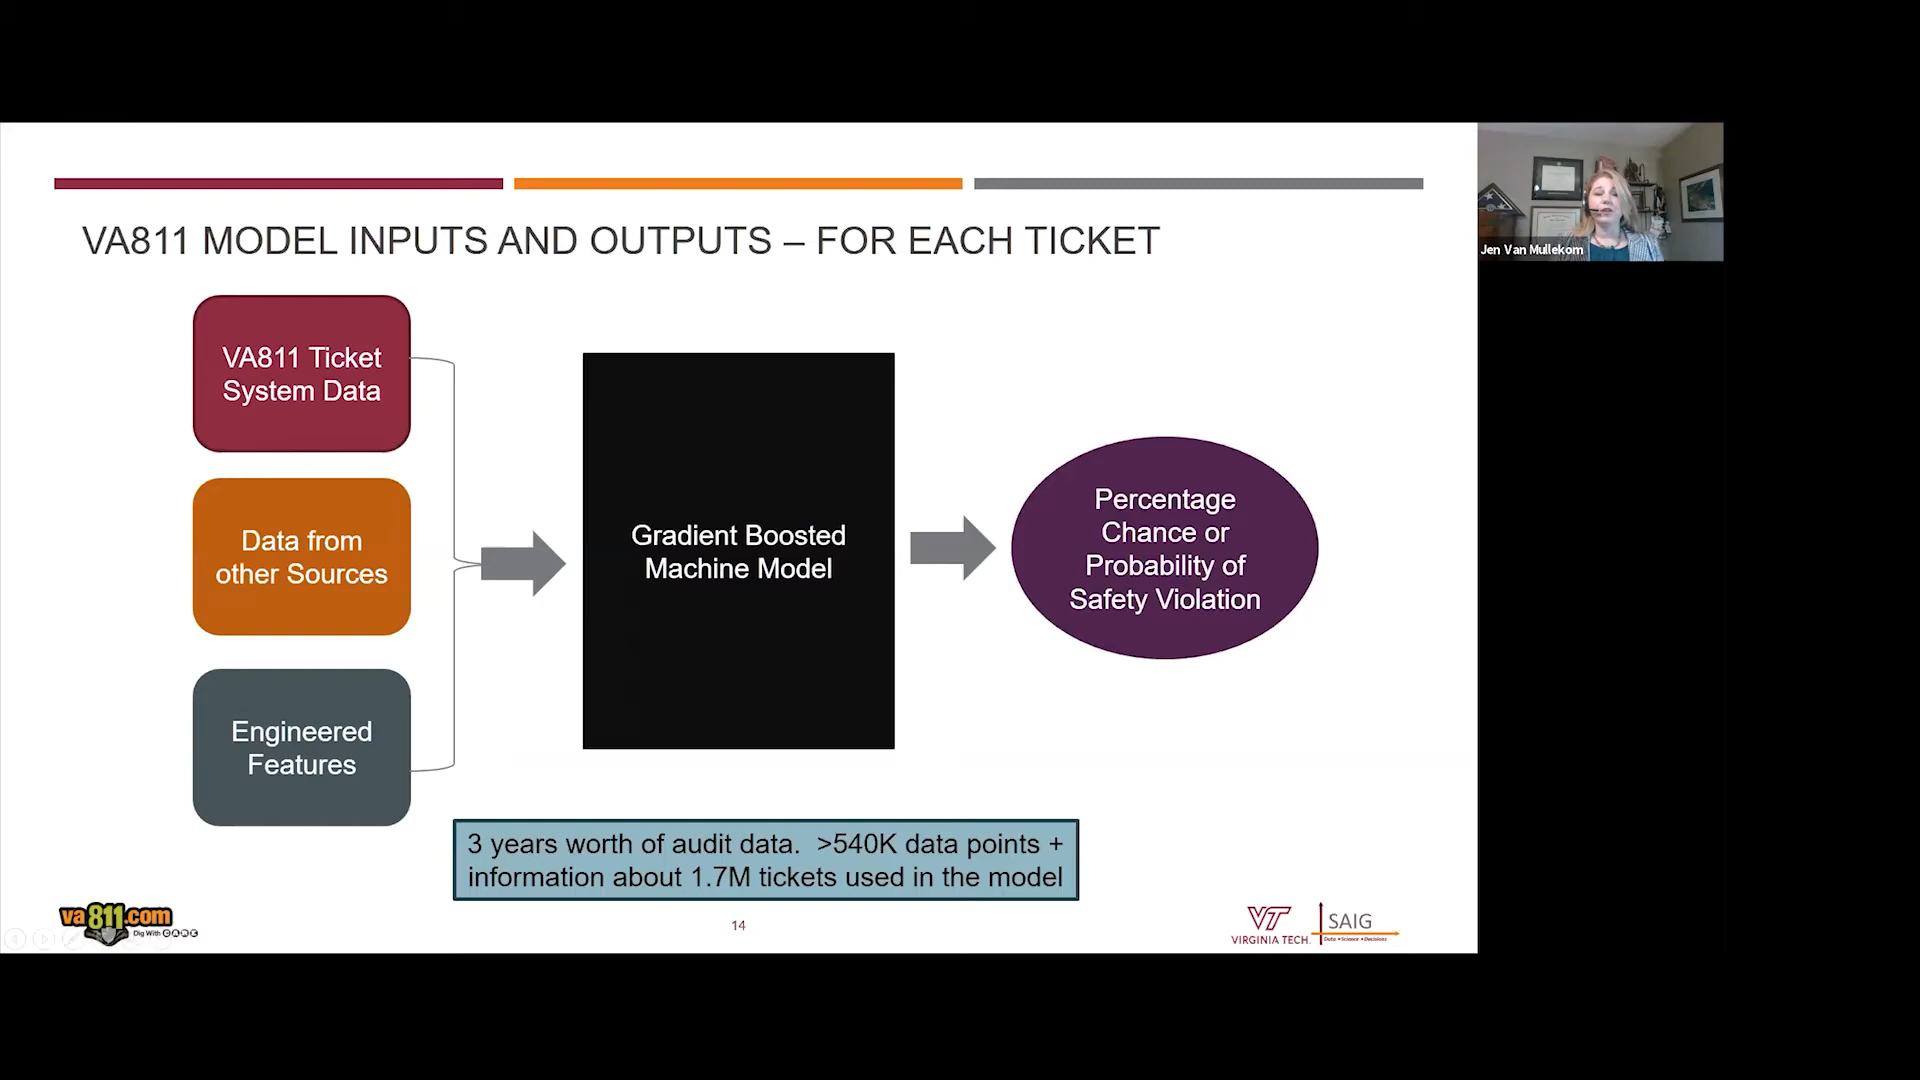 VA811 MODEL INPUTS AND OUTPUTS – FOR EACH TICKET
VA811 Ticket
System Data
Data from
other Sources
Engineered
Features
Gradient Boosted
Machine Model
Percentage
Chance or
Probability of
Safety Violation
3 years worth of audit data.  >540K data points +
information about 1.7M tickets used in the model
va811.com
Dig With C.A.R.E.
14
VT
VIRGINIA TECH.
SAIG
Data • Science • Decisions
Jen Van Mullekom